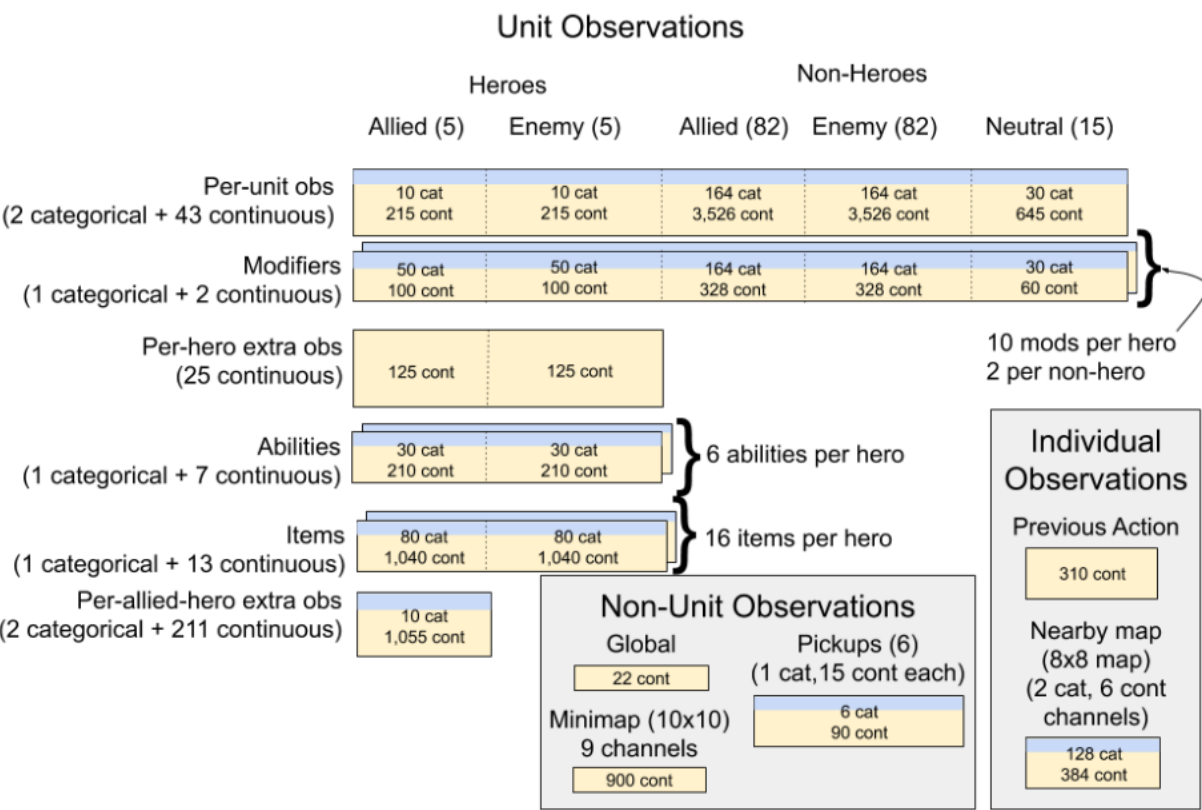 Unit Observations
Heroes
Non-Heroes
Allied (5)
Enemy (5)
Allied (82)
Enemy (82)
Neutral (15)
Per-unit obs
(2 categorical + 43 continuous)
10 cat
215 cont
10 cat
215 cont
164 cat
3,526 cont
164 cat
3,526 cont
30 cat
645 cont
Modifiers
(1 categorical + 2 continuous)
50 cat
100 cont
50 cat
100 cont
164 cat
328 cont
164 cat
328 cont
30 cat
60 cont
10 mods per hero
2 per non-hero
Per-hero extra obs
(25 continuous)
125 cont
125 cont
Abilities
(1 categorical + 7 continuous)
30 cat
210 cont
30 cat
210 cont
6 abilities per hero
Items
(1 categorical + 13 continuous)
80 cat
1,040 cont
80 cat
1,040 cont
16 items per hero
Per-allied-hero extra obs
(2 categorical + 211 continuous)
10 cat
1,055 cont
Non-Unit Observations
Global
22 cont
Minimap (10x10)
9 channels
900 cont
Pickups (6)
(1 cat,15 cont each)
6 cat
90 cont
Individual
Observations
Previous Action
310 cont
Nearby map
(8x8 map)
(2 cat, 6 cont
channels)
128 cat
384 cont